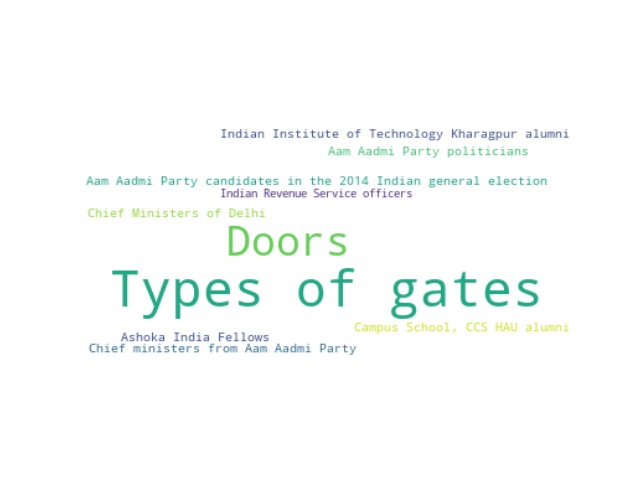 Indian Institute of Technology Kharagpur alumni
Aam Aadmi Party politicians
Aam Aadmi Party candidates in the 2014 Indian general election
Indian Revenue Service officers
Chief Ministers of Delhi
Doors
Types of gates
Campus School, CCS HAU alumni
Ashoka India Fellows
Chief ministers from Aam Aadmi Party